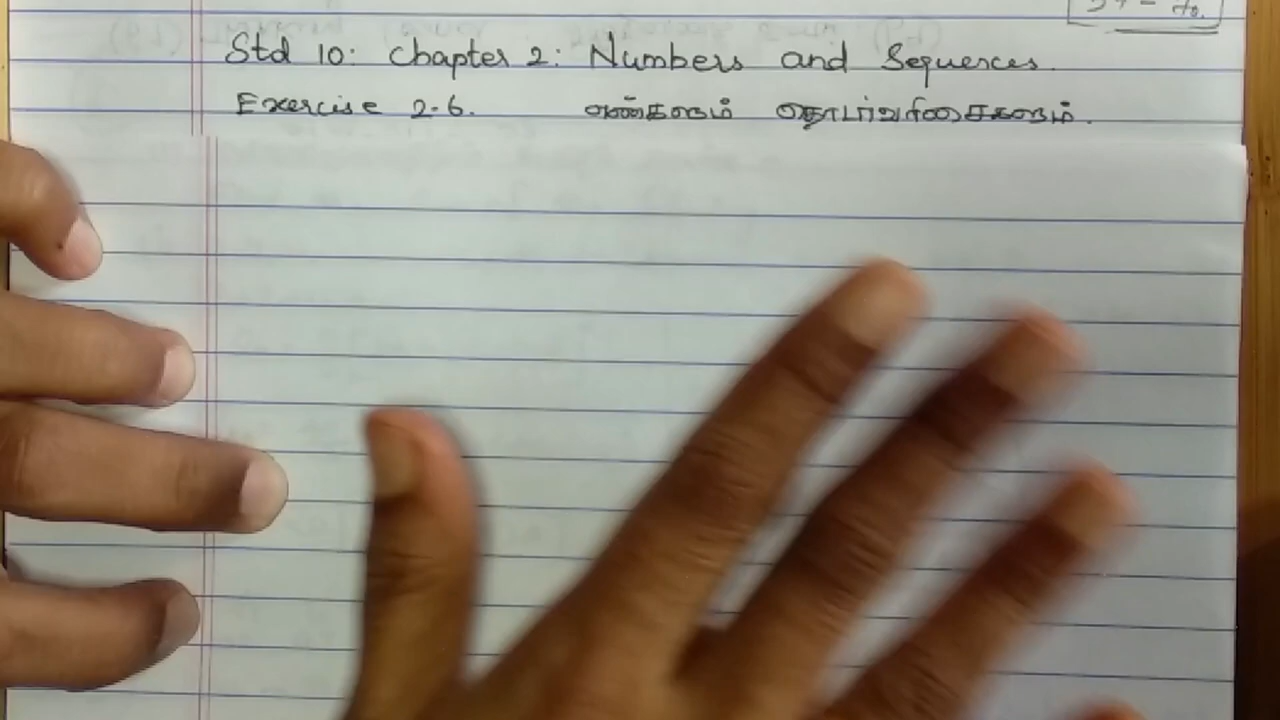 Std 10: Chapter 2: Numbers and Sequences.
Exercise 2.6. எண்களும் தொடர்வரிசைகளும்.